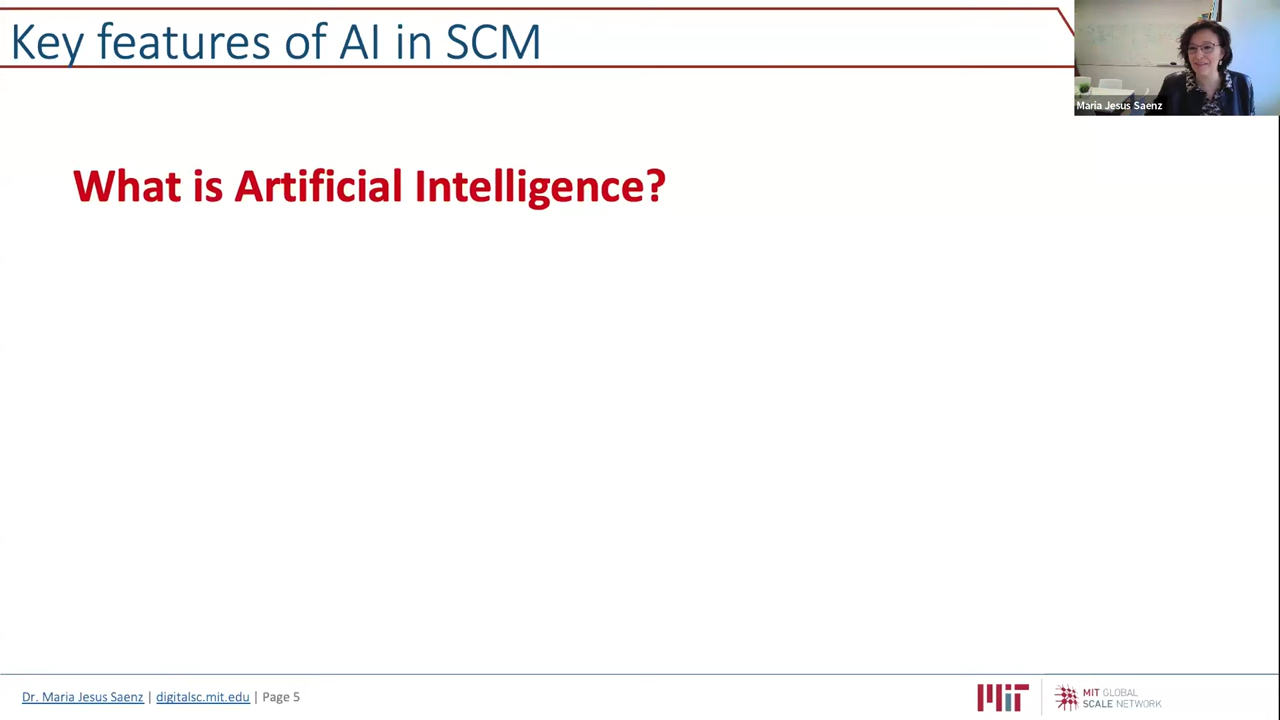 Key features of AI in SCM
Maria Jesus Saenz
What is Artificial Intelligence?
Dr. Maria Jesus Saenz | digitalsc.mit.edu | Page 5
MIT
MIT GLOBAL
SCALE NETWORK